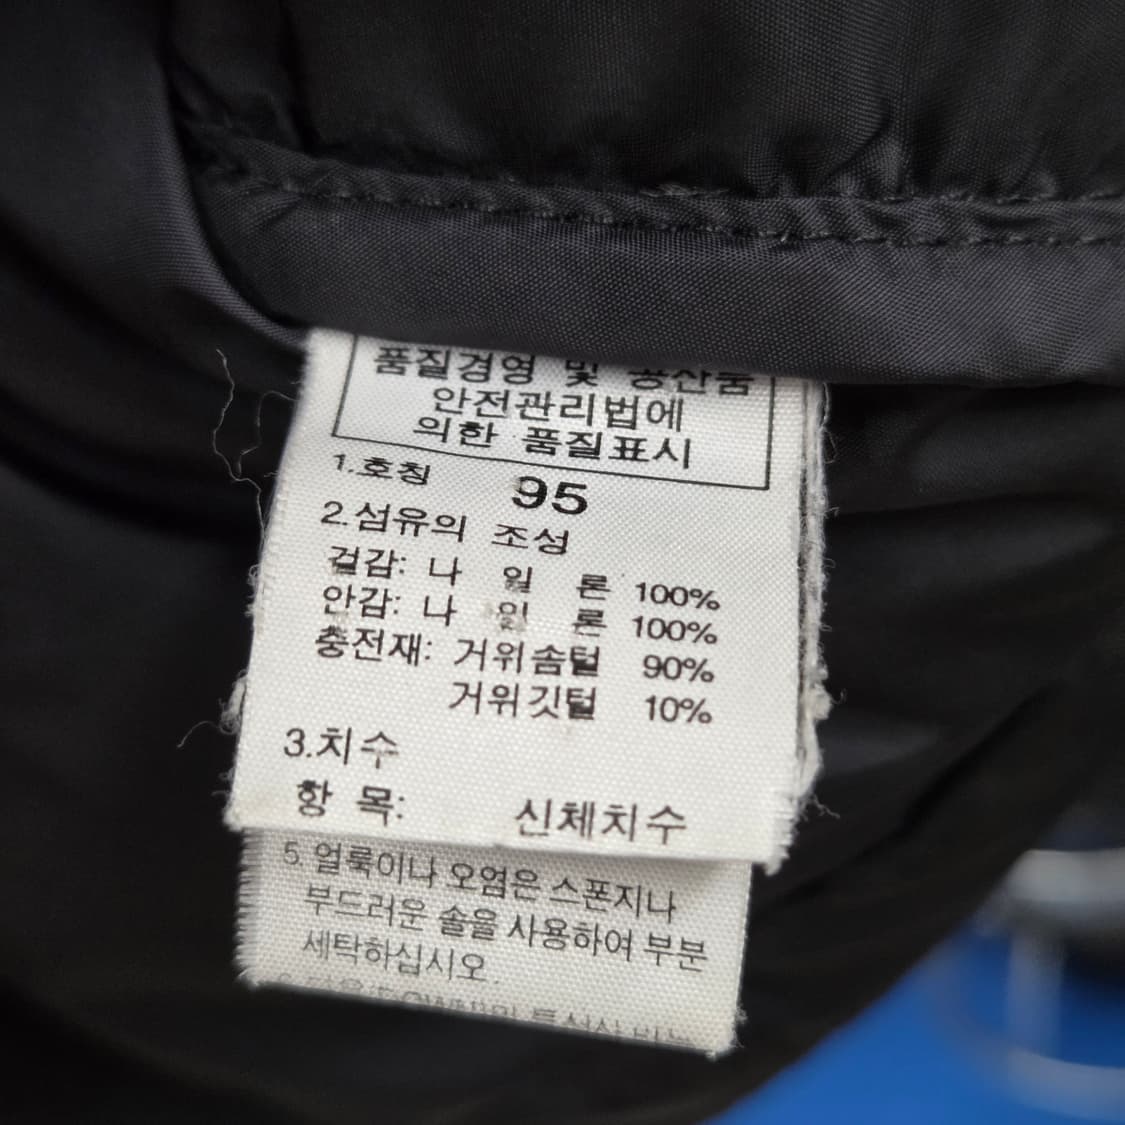 품질경영 및 공산품
안전관리법에
의한 품질표시
1.호칭 95
2.섬유의 조성
겉감: 나 일 론 100%
안감: 나 일 론 100%
충전재: 거위솜털 90%
거위깃털 10%
3.치수
항 목: 신체치수
5. 얼룩이나 오염은 스폰지나
부드러운 솔을 사용하여 부분
세탁하십시오.